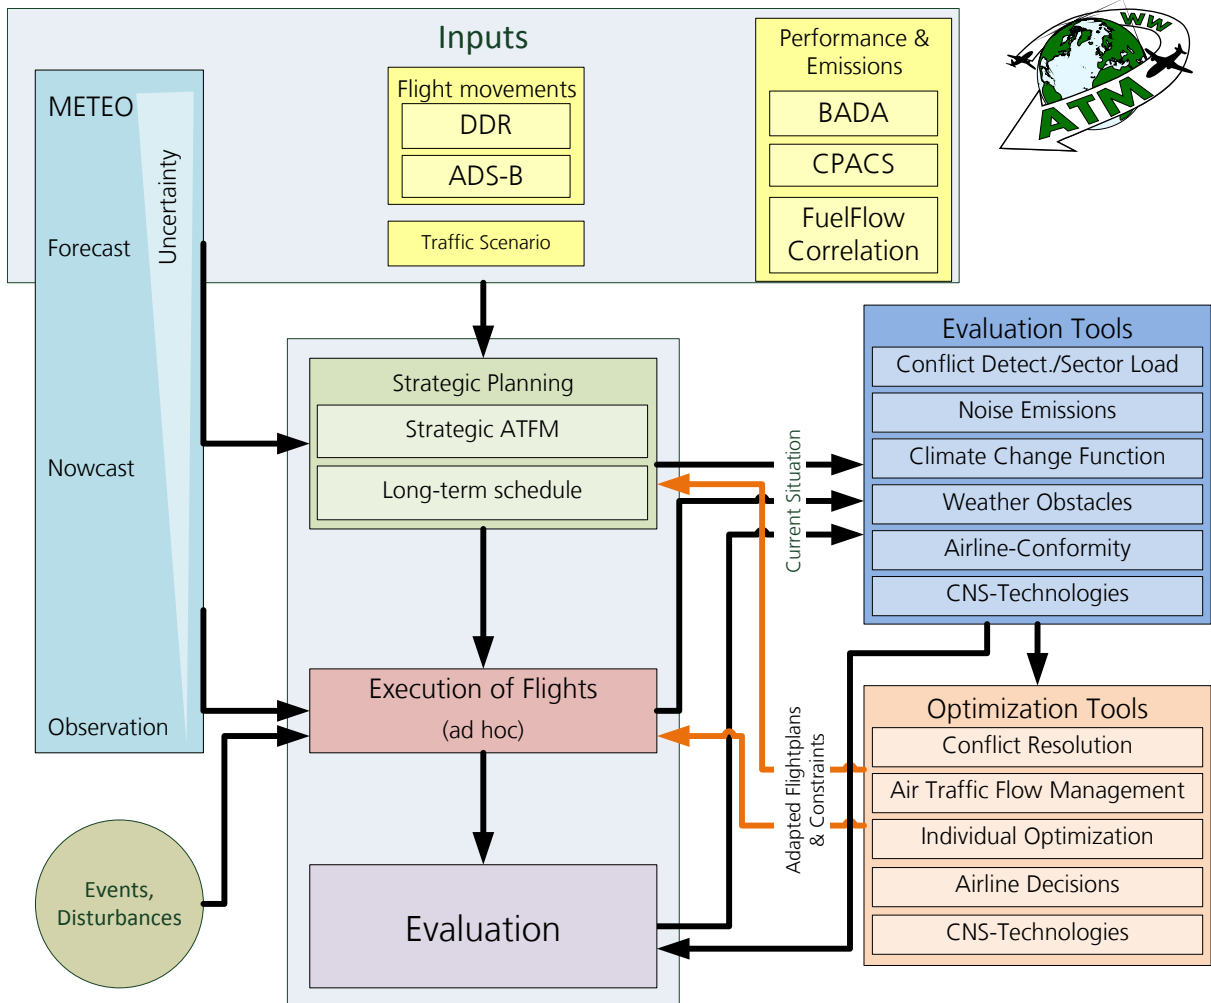 Inputs
METEO
Uncertainty
Forecast
Nowcast
Observation
Flight movements
DDR
ADS-B
Traffic Scenario
Performance &
Emissions
BADA
CPACS
FuelFlow
Correlation
WW
ATM
Strategic Planning
Strategic ATFM
Long-term schedule
Execution of Flights
(ad hoc)
Evaluation
Events,
Disturbances
Current Situation
Adapted Flightplans
& Constraints
Evaluation Tools
Conflict Detect./Sector Load
Noise Emissions
Climate Change Function
Weather Obstacles
Airline-Conformity
CNS-Technologies
Optimization Tools
Conflict Resolution
Air Traffic Flow Management
Individual Optimization
Airline Decisions
CNS-Technologies